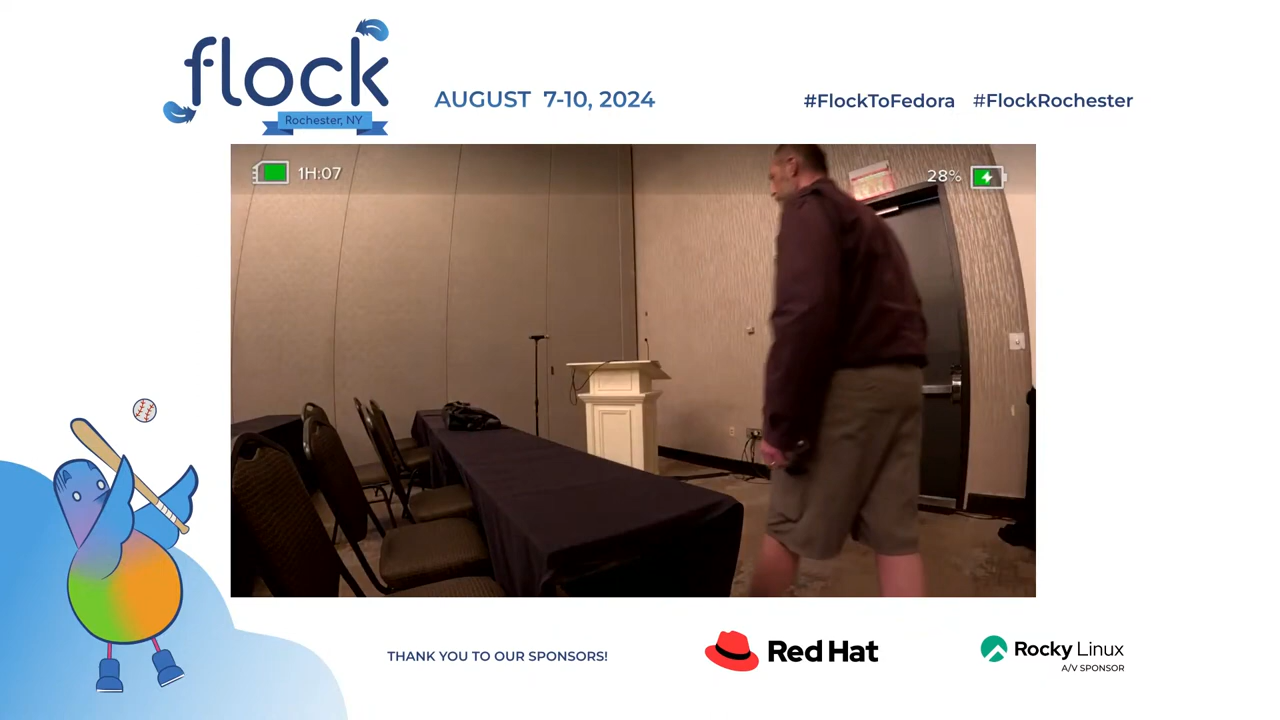 flock
Rochester, NY
AUGUST 7-10, 2024
#FlockToFedora #FlockRochester
1H:07
28%
THANK YOU TO OUR SPONSORS!
Red Hat
Rocky Linux
A/V SPONSOR